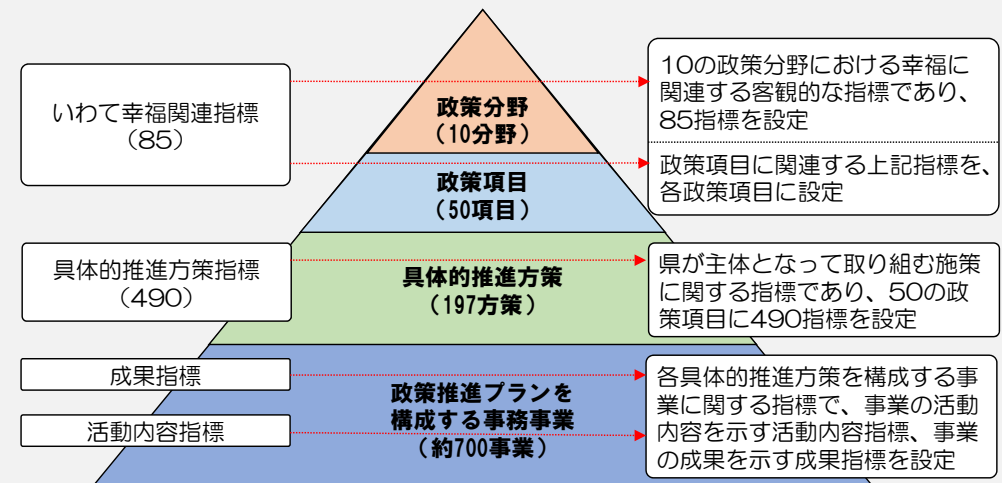 いわて幸福関連指標
（85）
政策分野
（10分野）
10の政策分野における幸福に
関連する客観的な指標であり、
85指標を設定
政策項目
（50項目）
政策項目に関連する上記指標を、
各政策項目に設定
具体的推進方策指標
（490）
具体的推進方策
（197方策）
県が主体となって取り組む施策
に関する指標であり、50の政
策項目に490指標を設定
成果指標
活動内容指標
政策推進プランを
構成する事務事業
（約700事業）
各具体的推進方策を構成する事
業に関する指標で、事業の活動
内容を示す活動内容指標、事業
の成果を示す成果指標を設定